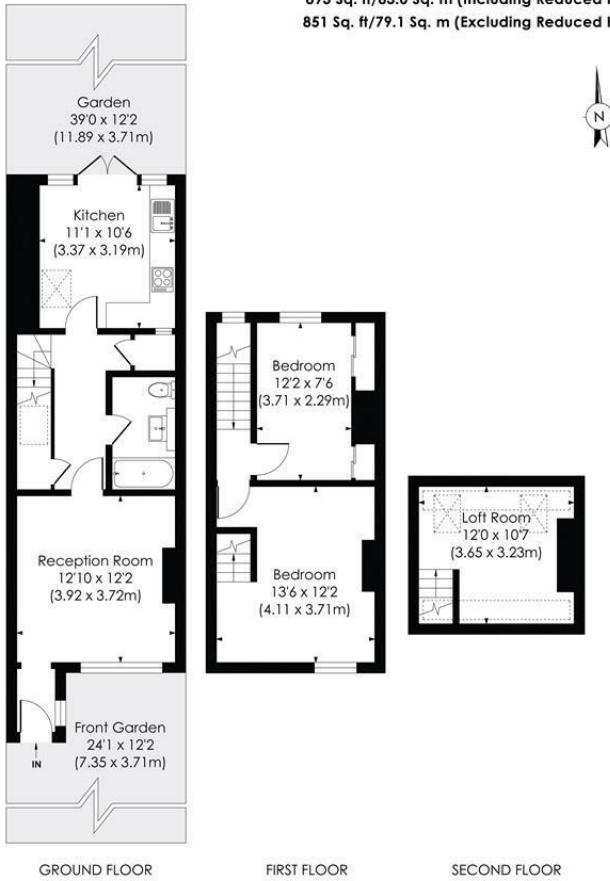 851 Sq. ft/79.1 Sq. m (Excluding Reduced
N
Garden
39'0 x 12'2
(11.89 x 3.71m)
Kitchen
11'1 x 10'6
(3.37 x 3.19m)
Bedroom
12'2 x 7'6
(3.71 x 2.29m)
Reception Room
12'10 x 12'2
(3.92 x 3.72m)
Bedroom
13'6 x 12'2
(4.11 x 3.71m)
Loft Room
12'0 x 10'7
(3.65 x 3.23m)
Front Garden
24'1 x 12'2
(7.35 x 3.71m)
IN
GROUND FLOOR
FIRST FLOOR
SECOND FLOOR